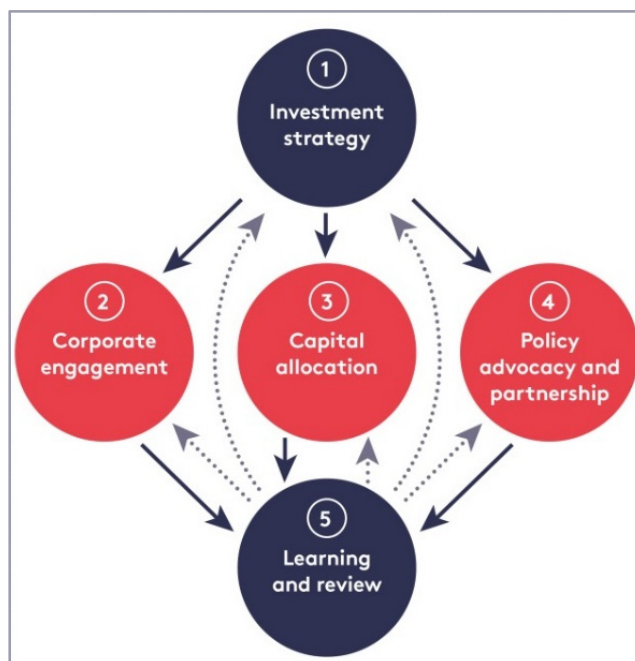 1
Investment
strategy
2
Corporate
engagement
3
Capital
allocation
4
Policy
advocacy and
partnership
5
Learning
and review